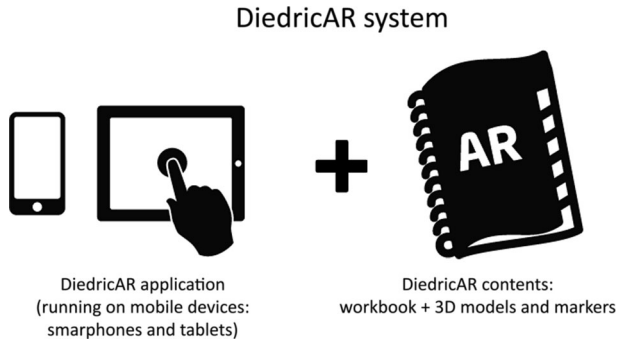 DiedricAR system
AR
DiedricAR application
(running on mobile devices:
smarphones and tablets)
DiedricAR contents:
workbook + 3D models and markers